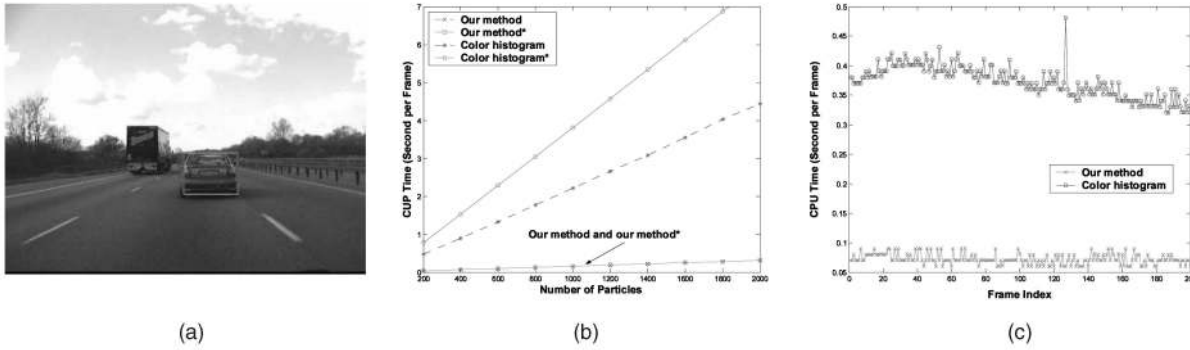 7
6
5
4
3
2
1
0
Our method
Our method*
Color histogram
Color histogram*
Our method and our method*
200 400 600 800 1000 1200 1400 1600 1800 2000
Number of Particles
CUP Time (Second per Frame)
0.5
0.45
0.4
0.35
0.3
0.25
0.2
0.15
0.1
0.05
Our method
Color histogram
0 20 40 60 80 100 120 140 160 180 200
Frame Index
CPU Time (Second per Frame)
(a) (b) (c)